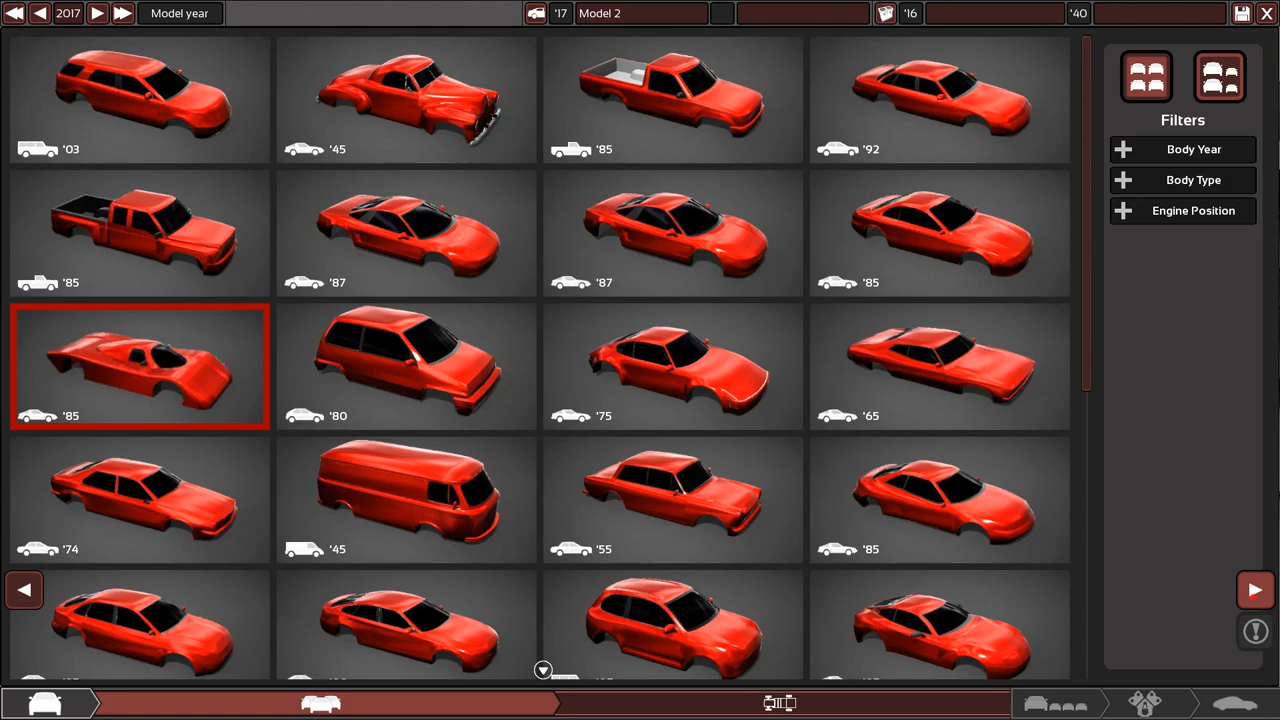 2017 Model year '17 Model 2 '16 '40
'03 '45 '85 '92
'85 '87 '87 '85
'85 '80 '75 '65
'74 '45 '55 '85
Filters
Body Year
Body Type
Engine Position